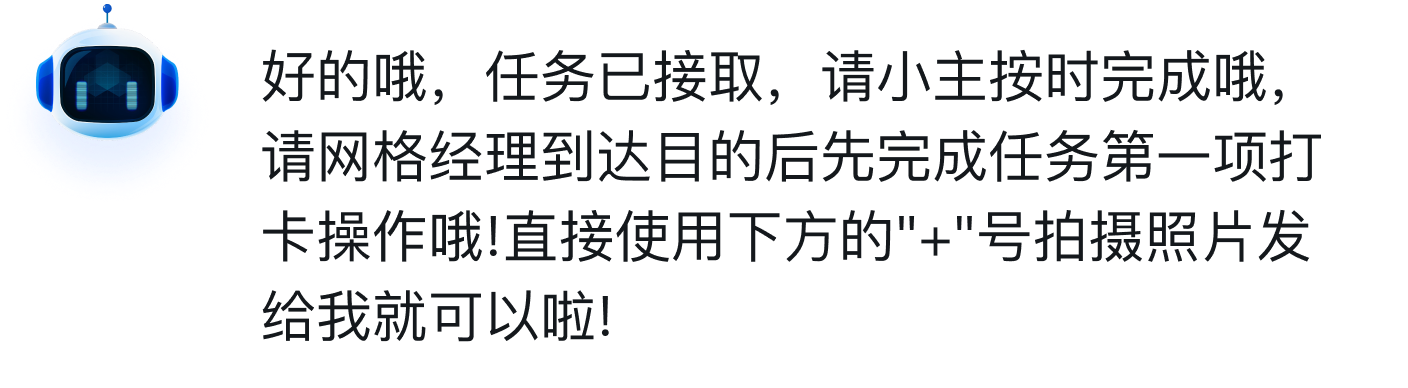 好的哦，任务已接取，请小主按时完成哦，
请网格经理到达目的后先完成任务第一项打
卡操作哦!直接使用下方的"+"号拍摄照片发
给我就可以啦!